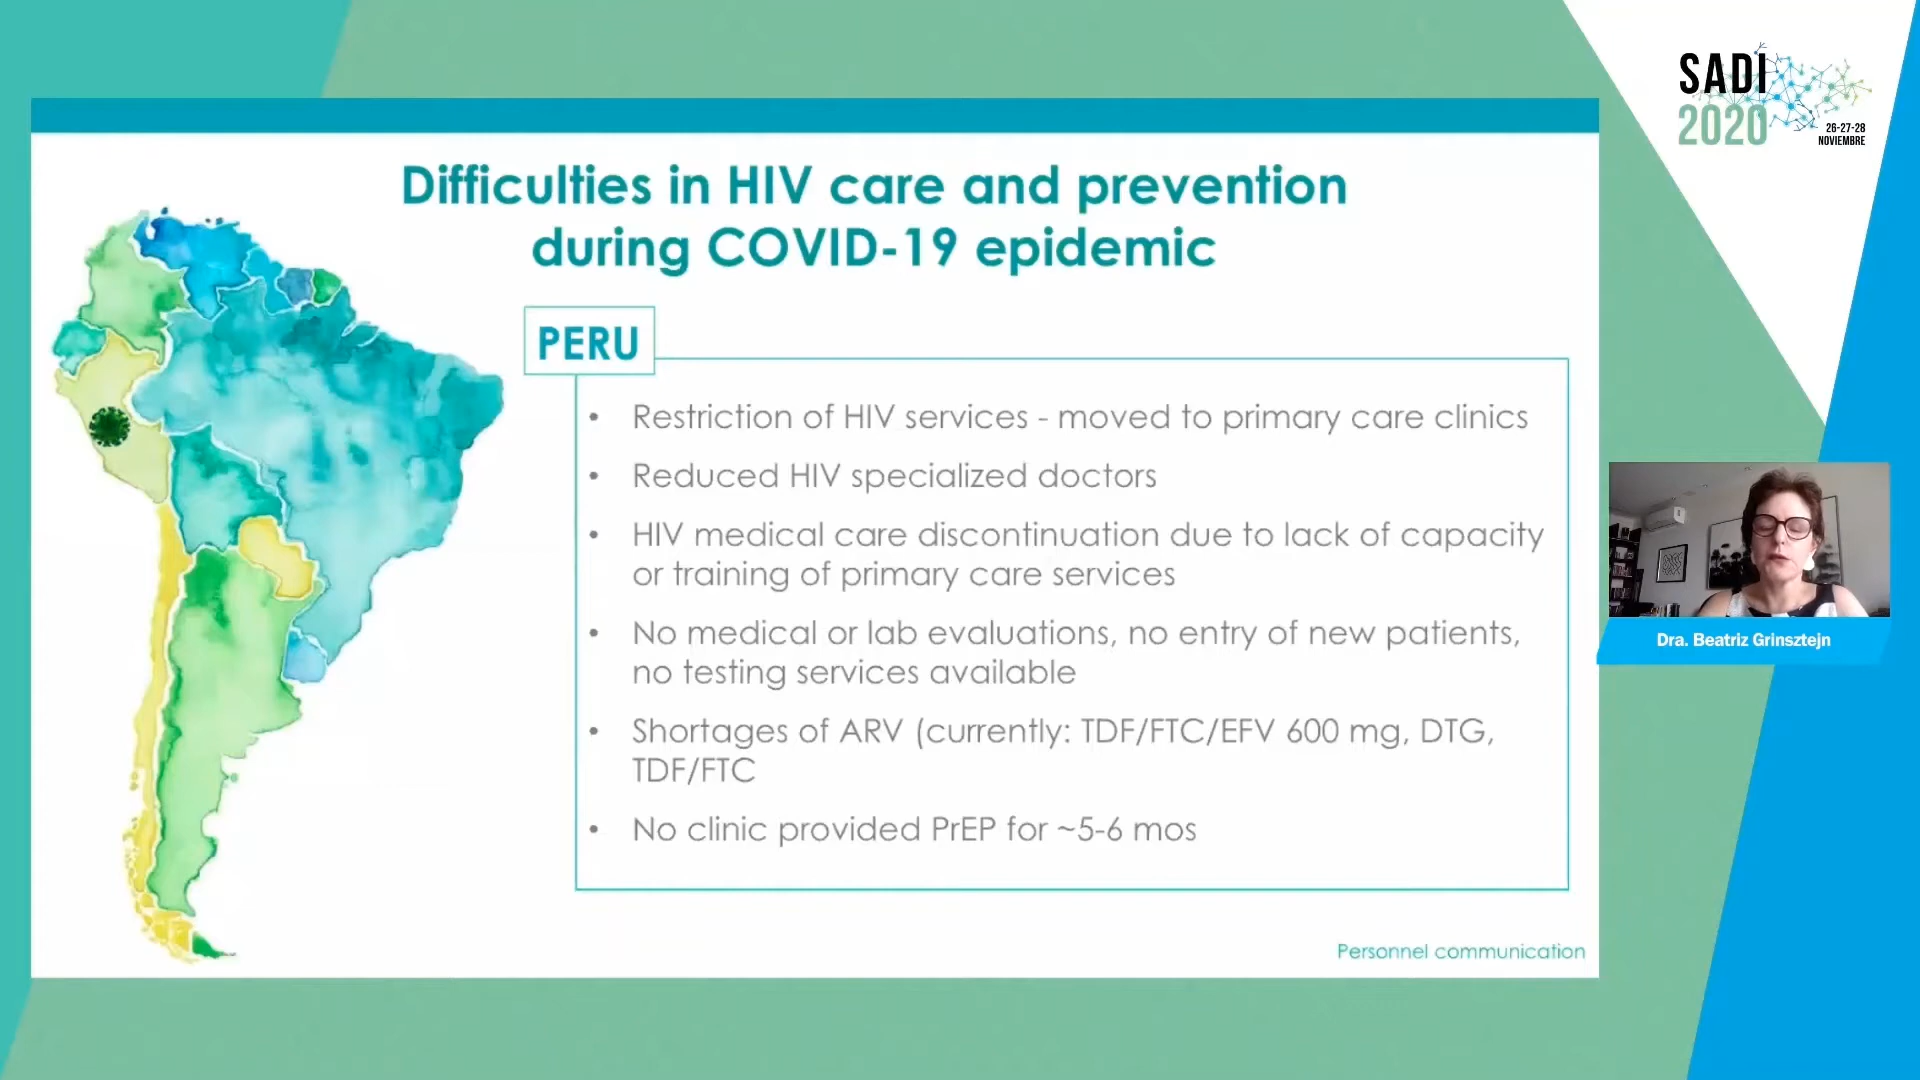 SADI
2020
26-27-28
NOVIEMBRE
Difficulties in HIV care and prevention
during COVID-19 epidemic
PERU
• Restriction of HIV services - moved to primary care clinics
• Reduced HIV specialized doctors
• HIV medical care discontinuation due to lack of capacity
or training of primary care services
• No medical or lab evaluations, no entry of new patients,
no testing services available
• Shortages of ARV (currently: TDF/FTC/EFV 600 mg, DTG,
TDF/FTC
• No clinic provided PrEP for ~5-6 mos
Personnel communication
Dra. Beatriz Grinsztejn